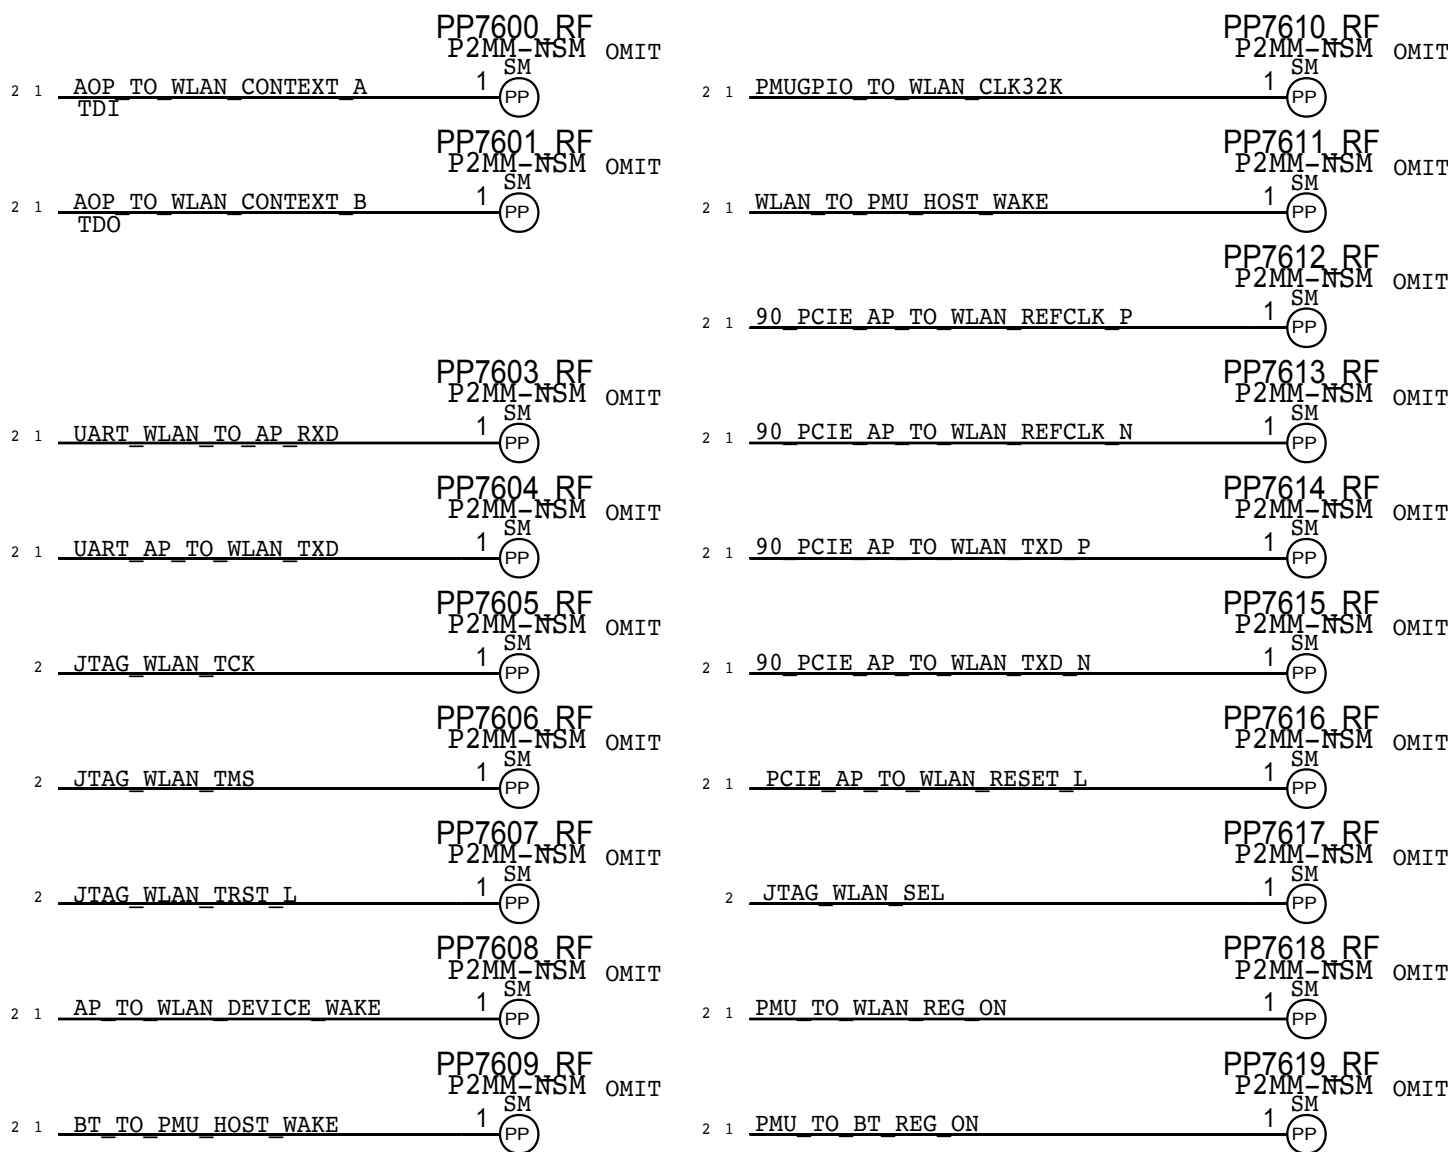 PP7600_RF
P2MM-NSM OMIT
SM
2 1 AOP_TO_WLAN_CONTEXT_A 1 PP
TDI
PP7601_RF
P2MM-NSM OMIT
SM
2 1 AOP_TO_WLAN_CONTEXT_B 1 PP
TDO
PP7603_RF
P2MM-NSM OMIT
SM
2 1 UART_WLAN_TO_AP_RXD 1 PP
PP7604_RF
P2MM-NSM OMIT
SM
2 1 UART_AP_TO_WLAN_TXD 1 PP
PP7605_RF
P2MM-NSM OMIT
SM
2 JTAG_WLAN_TCK 1 PP
PP7606_RF
P2MM-NSM OMIT
SM
2 JTAG_WLAN_TMS 1 PP
PP7607_RF
P2MM-NSM OMIT
SM
2 JTAG_WLAN_TRST_L 1 PP
PP7608_RF
P2MM-NSM OMIT
SM
2 1 AP_TO_WLAN_DEVICE_WAKE 1 PP
PP7609_RF
P2MM-NSM OMIT
SM
2 1 BT_TO_PMU_HOST_WAKE 1 PP
PP7610_RF
P2MM-NSM OMIT
SM
2 1 PMUGPIO_TO_WLAN_CLK32K 1 PP
PP7611_RF
P2MM-NSM OMIT
SM
2 1 WLAN_TO_PMU_HOST_WAKE 1 PP
PP7612_RF
P2MM-NSM OMIT
SM
2 1 90_PCIE_AP_TO_WLAN_REFCLK_P 1 PP
PP7613_RF
P2MM-NSM OMIT
SM
2 1 90_PCIE_AP_TO_WLAN_REFCLK_N 1 PP
PP7614_RF
P2MM-NSM OMIT
SM
2 1 90_PCIE_AP_TO_WLAN_TXD_P 1 PP
PP7615_RF
P2MM-NSM OMIT
SM
2 1 90_PCIE_AP_TO_WLAN_TXD_N 1 PP
PP7616_RF
P2MM-NSM OMIT
SM
2 1 PCIE_AP_TO_WLAN_RESET_L 1 PP
PP7617_RF
P2MM-NSM OMIT
SM
2 JTAG_WLAN_SEL 1 PP
PP7618_RF
P2MM-NSM OMIT
SM
2 1 PMU_TO_WLAN_REG_ON 1 PP
PP7619_RF
P2MM-NSM OMIT
SM
2 1 PMU_TO_BT_REG_ON 1 PP